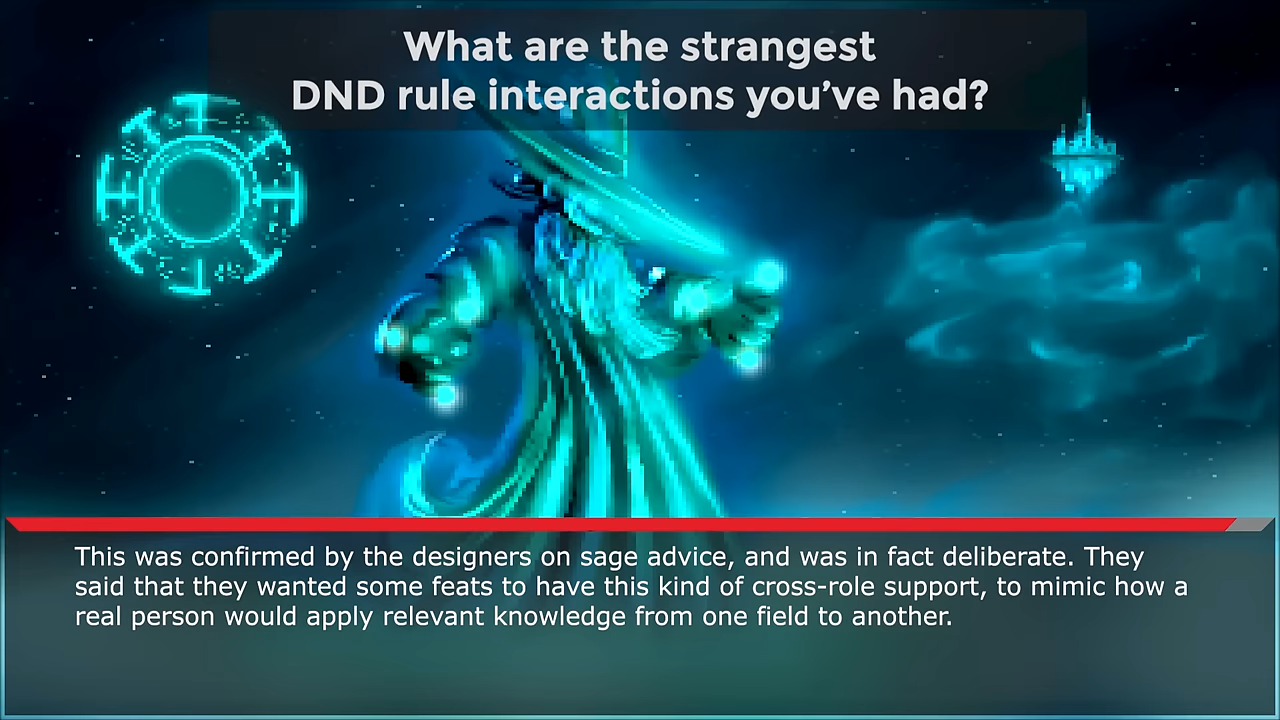 What are the strangest
DND rule interactions you've had?
This was confirmed by the designers on sage advice, and was in fact deliberate. They
said that they wanted some feats to have this kind of cross-role support, to mimic how a
real person would apply relevant knowledge from one field to another.